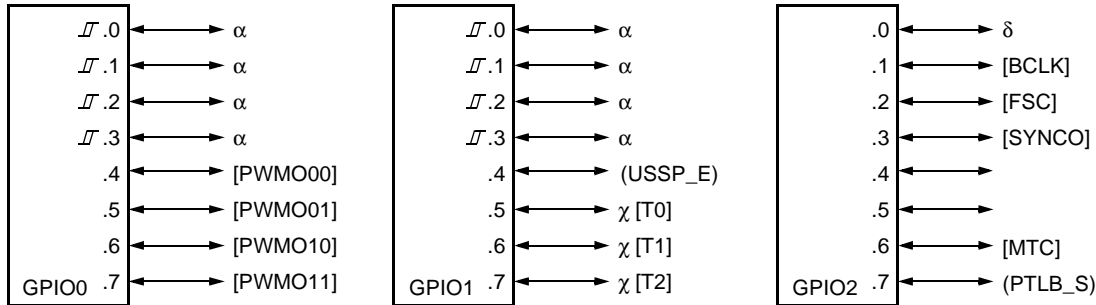 .0 α
.1 α
.2 α
.3 α
.4 [PWMO00]
.5 [PWMO01]
.6 [PWMO10]
GPIO0 .7 [PWMO11]
.0 α
.1 α
.2 α
.3 α
.4 (USSP_E)
.5 χ [T0]
.6 χ [T1]
GPIO1 .7 χ [T2]
.0 δ
.1 [BCLK]
.2 [FSC]
.3 [SYNCO]
.4
.5
.6 [MTC]
GPIO2 .7 (PTLB_S)